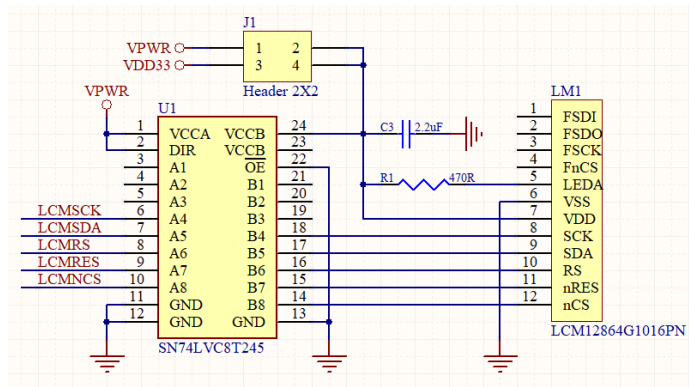 J1
VPWR 1 2
VDD33 3 4
Header 2X2
VPWR
U1
LM1
1 VCCA VCCB 24
2 DIR VCCB 23
3 A1 OE 22
4 A2 B1 21
5 A3 B2 20
LCMSCK 6 A4 B3 19
LCMSDA 7 A5 B4 18
LCMRS 8 A6 B5 17
LCMRES 9 A7 B6 16
LCMNCS 10 A8 B7 15
11 GND B8 14
12 GND GND 13
SN74LVC8T245
C3 2.2uF
R1 470R
1 FSDI
2 FSDO
3 FSCK
4 FnCS
5 LEDA
6 VSS
7 VDD
8 SCK
9 SDA
10 RS
11 nRES
12 nCS
LCM12864G1016PN